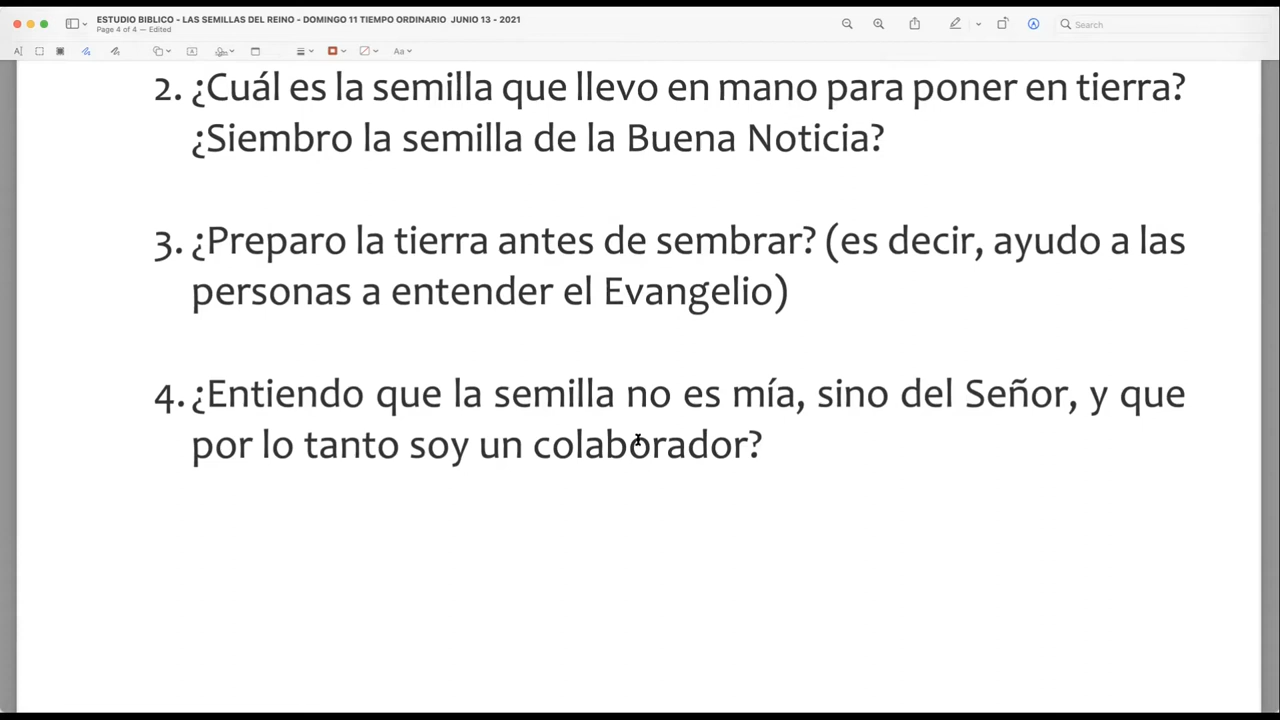 ESTUDIO BIBLICO - LAS SEMILLAS DEL REINO - DOMINGO 11 TIEMPO ORDINARIO JUNIO 13 - 2021
Page 4 of 4 — Edited
Search
Aa
2. ¿Cuál es la semilla que llevo en mano para poner en tierra?
¿Siembro la semilla de la Buena Noticia?
3. ¿Preparo la tierra antes de sembrar? (es decir, ayudo a las
personas a entender el Evangelio)
4. ¿Entiendo que la semilla no es mía, sino del Señor, y que
por lo tanto soy un colaborador?